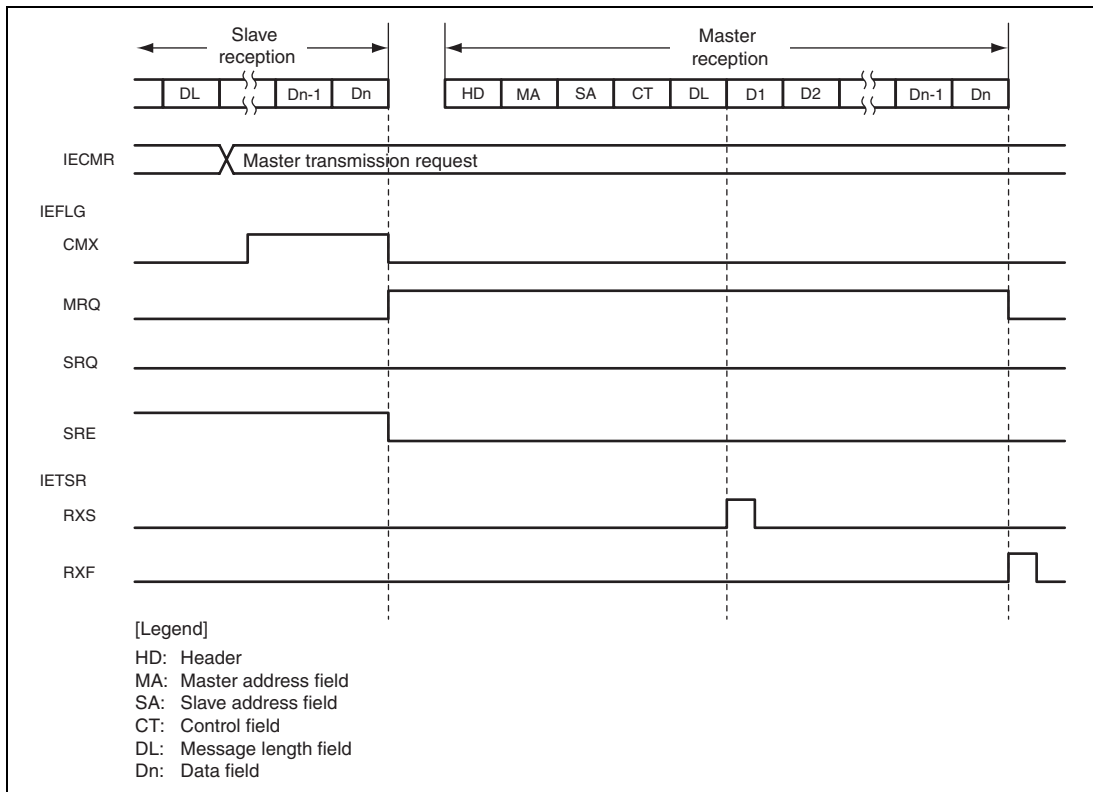 Slave
reception
Master
reception
DL Dn-1 Dn HD MA SA CT DL D1 D2 Dn-1 Dn
IECMR Master transmission request
IEFLG
CMX
MRQ
SRQ
SRE
IETSR
RXS
RXF
[Legend]
HD: Header
MA: Master address field
SA: Slave address field
CT: Control field
DL: Message length field
Dn: Data field